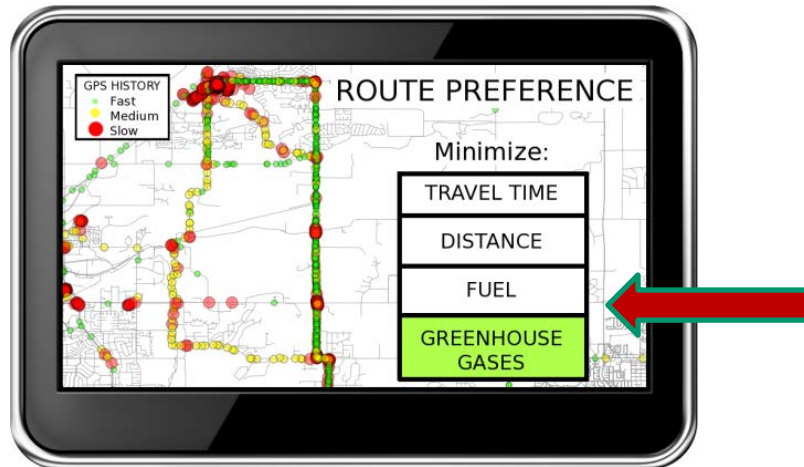 GPS HISTORY
Fast
Medium
Slow
ROUTE PREFERENCE
Minimize:
TRAVEL TIME
DISTANCE
FUEL
GREENHOUSE
GASES